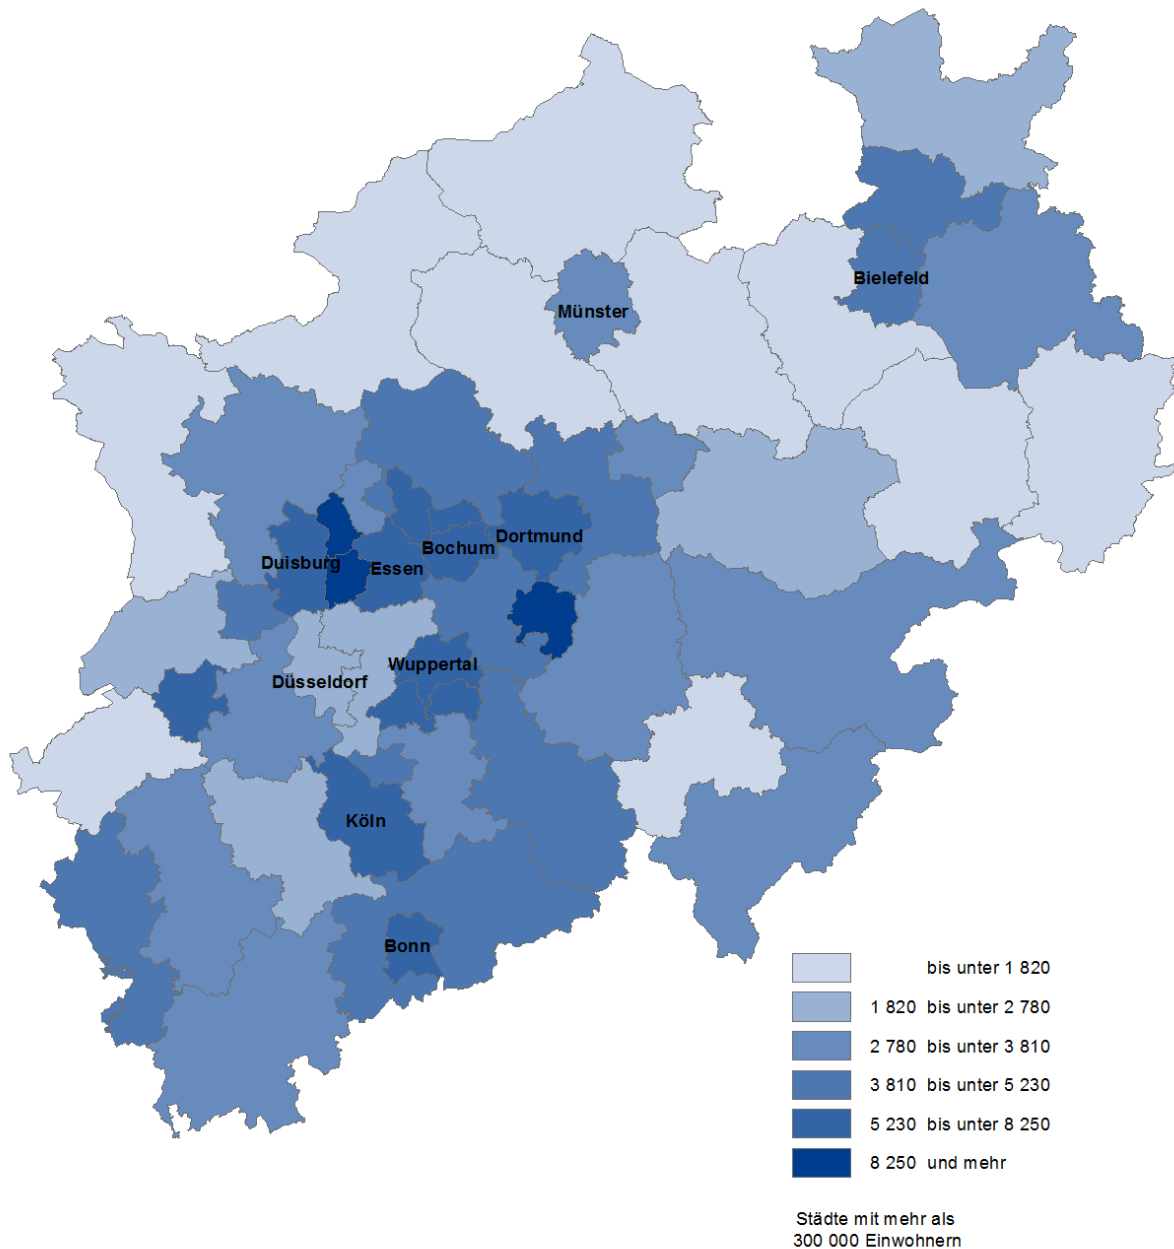 Bielefeld
Münster
Dortmund
Bochum
Duisburg
Essen
Wuppertal
Düsseldorf
Köln
Bonn
bis unter 1 820
1 820 bis unter 2 780
2 780 bis unter 3 810
3 810 bis unter 5 230
5 230 bis unter 8 250
8 250 und mehr
Städte mit mehr als
300 000 Einwohnern